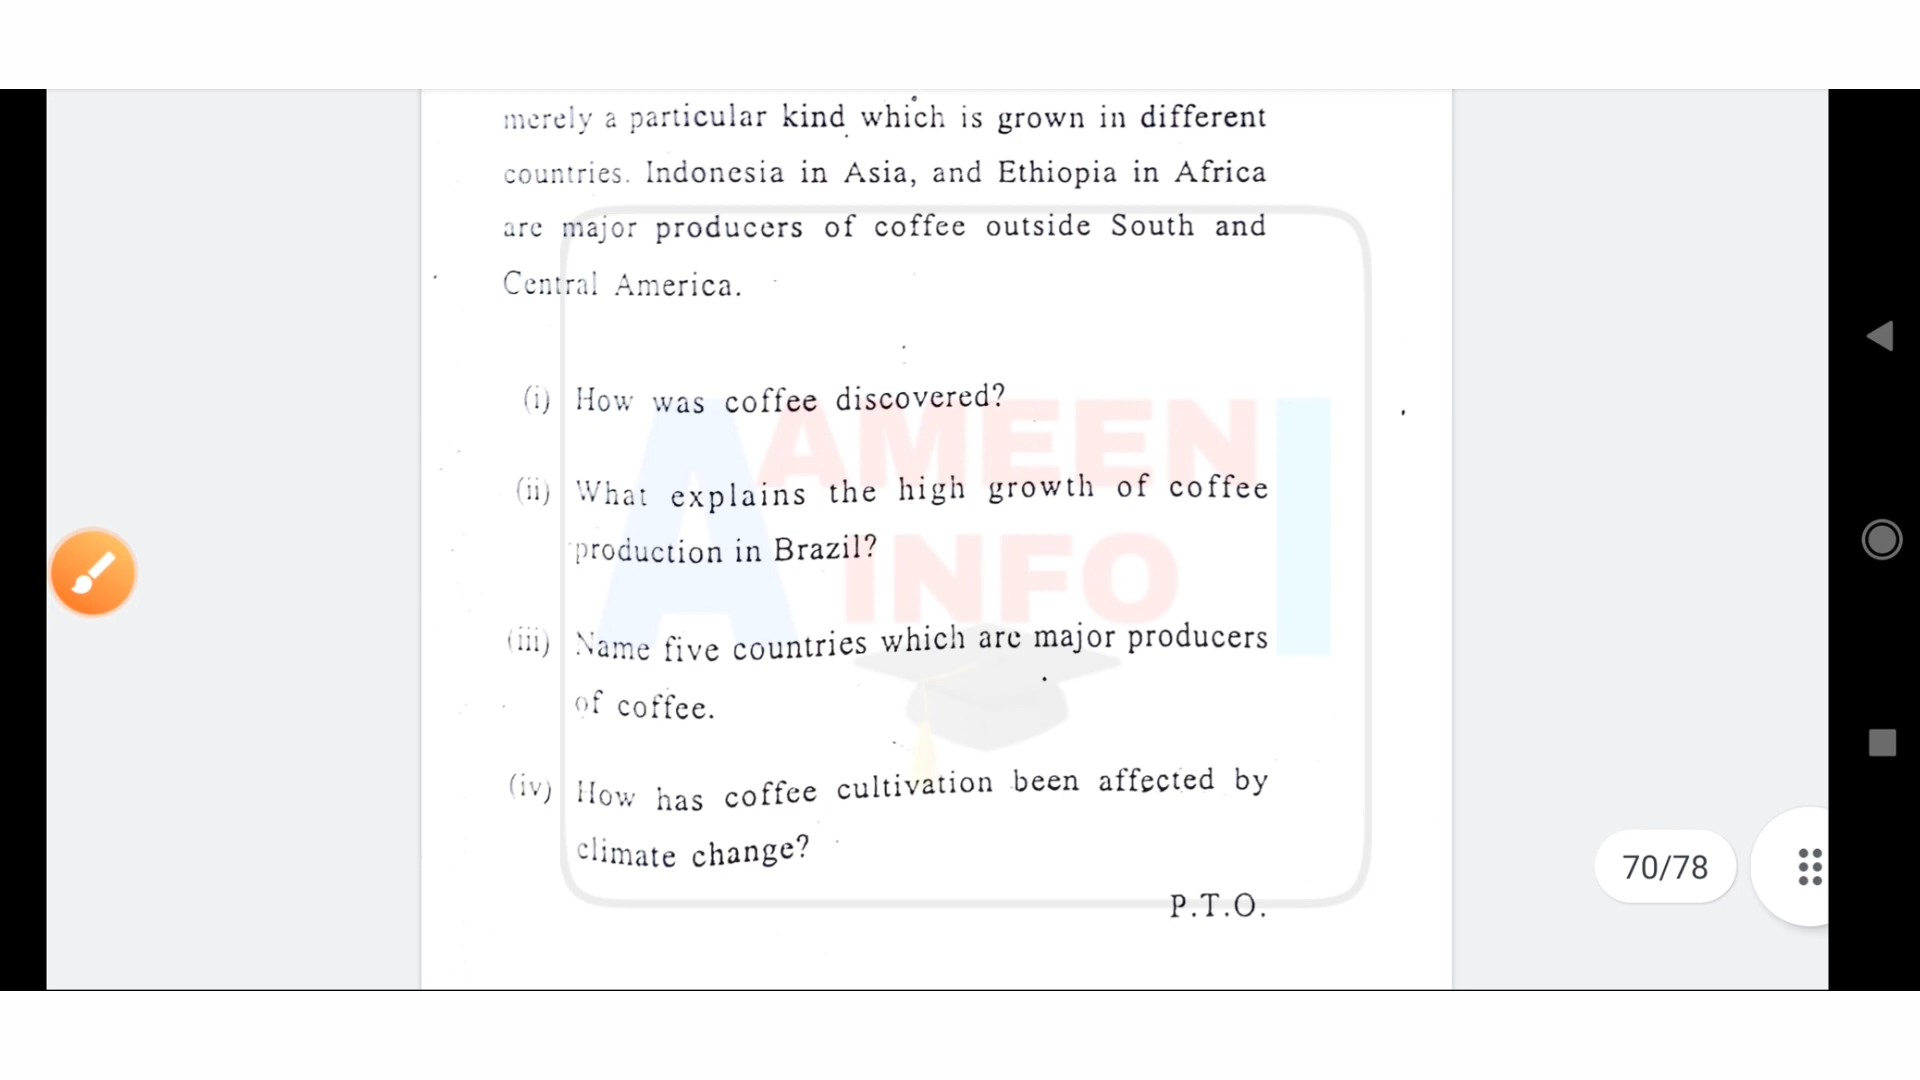 merely a particular kind which is grown in different
countries. Indonesia in Asia, and Ethiopia in Africa
are major producers of coffee outside South and
Central America.
(i) How was coffee discovered?
(ii) What explains the high growth of coffee
production in Brazil?
(iii) Name five countries which are major producers
of coffee.
(iv) How has coffee cultivation been affected by
climate change?
P.T.O.
AAMEEN
INFO
A
I
70/78